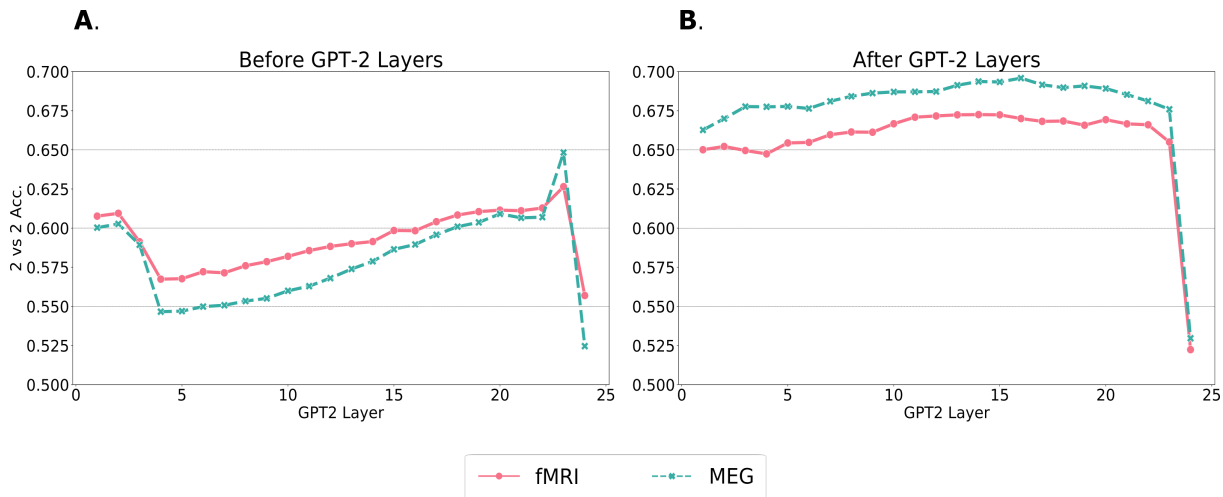 A.
Before GPT-2 Layers
0.700
0.675
0.650
0.625
0.600
0.575
0.550
0.525
0.500
2 vs 2 Acc.
0 5 10 15 20 25
GPT2 Layer
B.
After GPT-2 Layers
0.700
0.675
0.650
0.625
0.600
0.575
0.550
0.525
0.500
0 5 10 15 20 25
GPT2 Layer
fMRI MEG